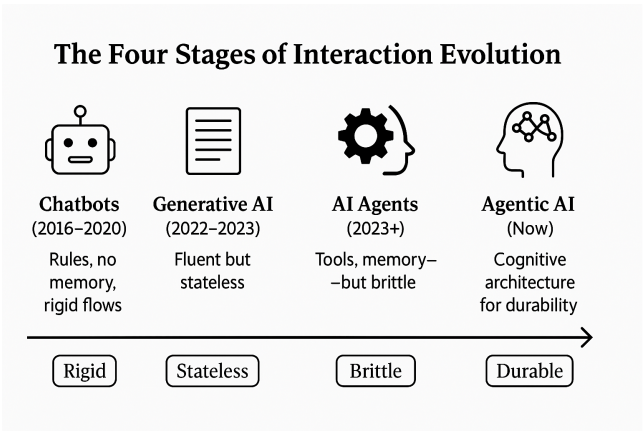 The Four Stages of Interaction Evolution
Chatbots
(2016–2020)
Rules, no
memory,
rigid flows
Generative AI
(2022–2023)
Fluent but
stateless
AI Agents
(2023+)
Tools, memory–
–but brittle
Agentic AI
(Now)
Cognitive
architecture
for durability
Rigid
Stateless
Brittle
Durable